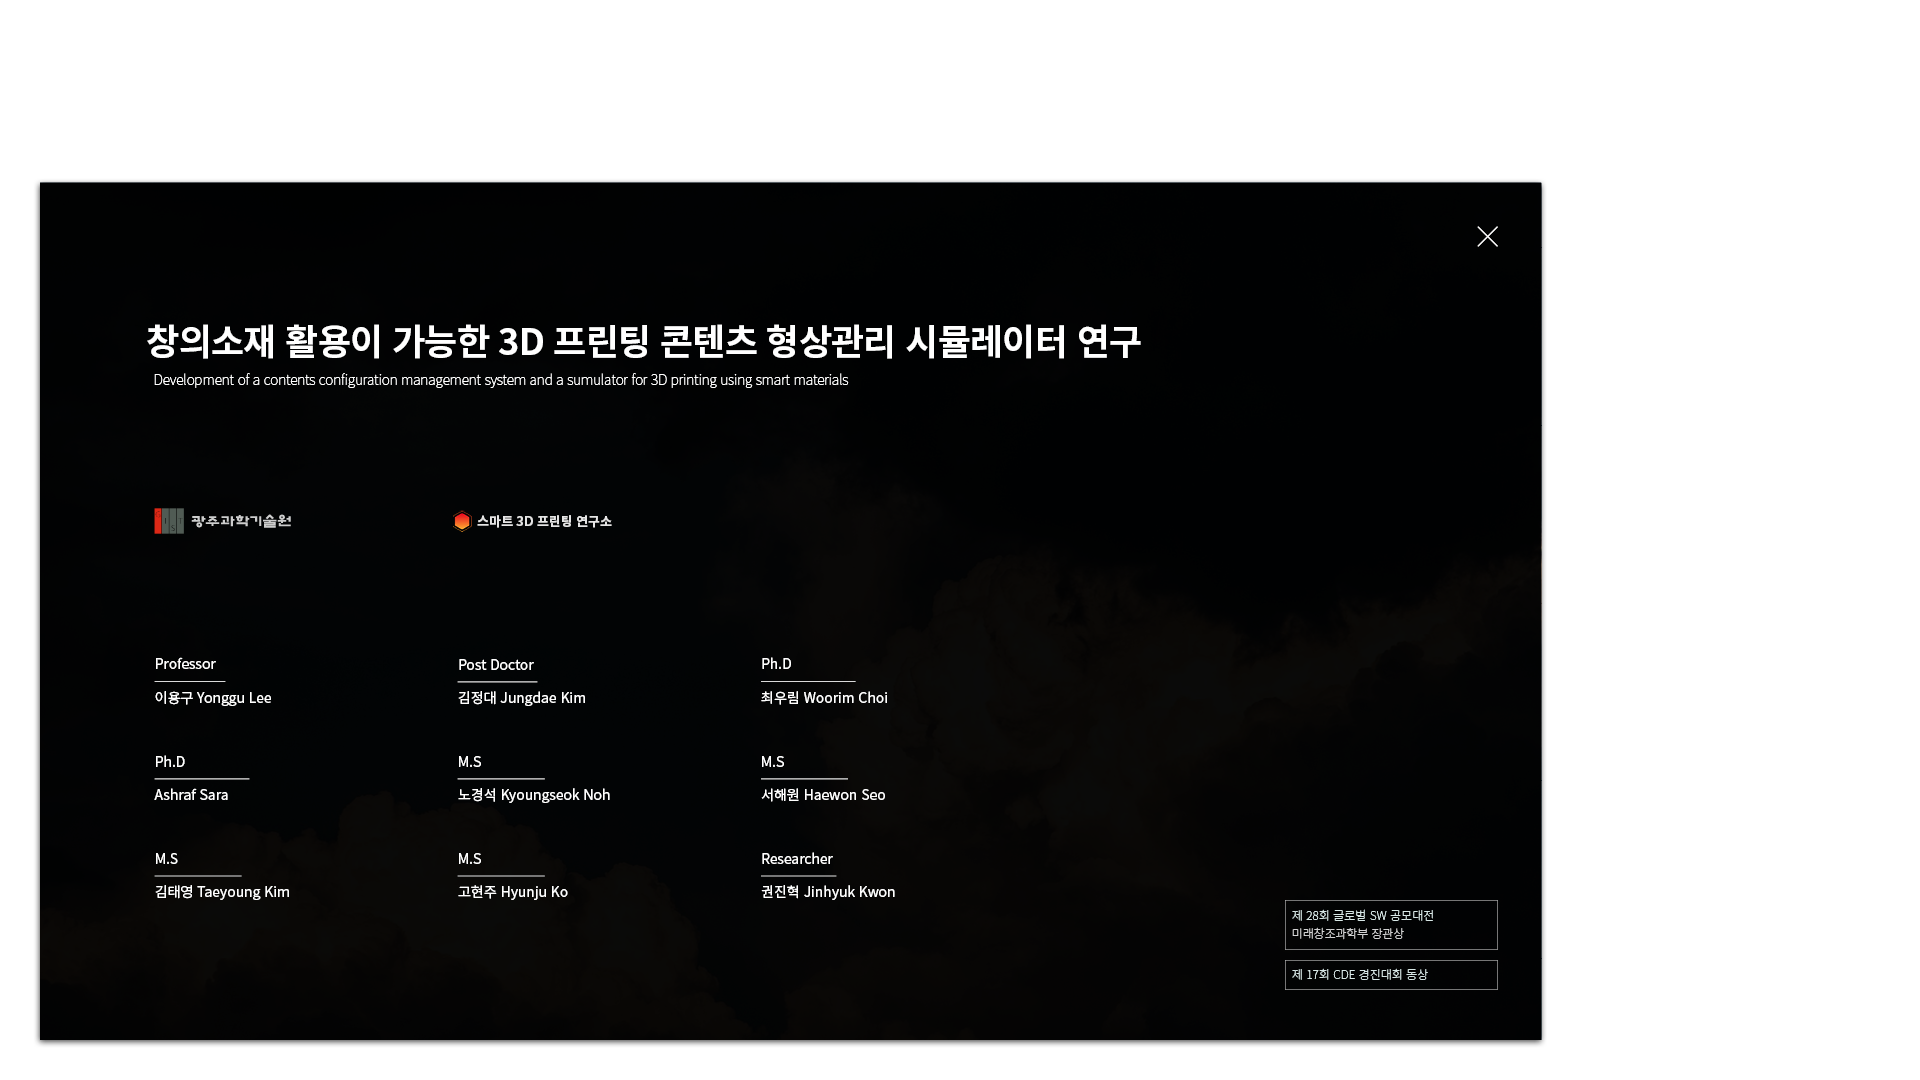 창의소재 활용이 가능한 3D 프린팅 콘텐츠 형상관리 시뮬레이터 연구
Development of a contents configuration management system and a sumulator for 3D printing using smart materials
광주과학기술원
스마트 3D 프린팅 연구소
Professor
이용구 Yonggu Lee
Post Doctor
김정대 Jungdae Kim
Ph.D
최우림 Woorim Choi
Ph.D
Ashraf Sara
M.S
노경석 Kyoungseok Noh
M.S
서해원 Haewon Seo
M.S
김태영 Taeyoung Kim
M.S
고현주 Hyunju Ko
Researcher
권진혁 Jinhyuk Kwon
제 28회 글로벌 SW 공모대전
미래창조과학부 장관상
제 17회 CDE 경진대회 동상